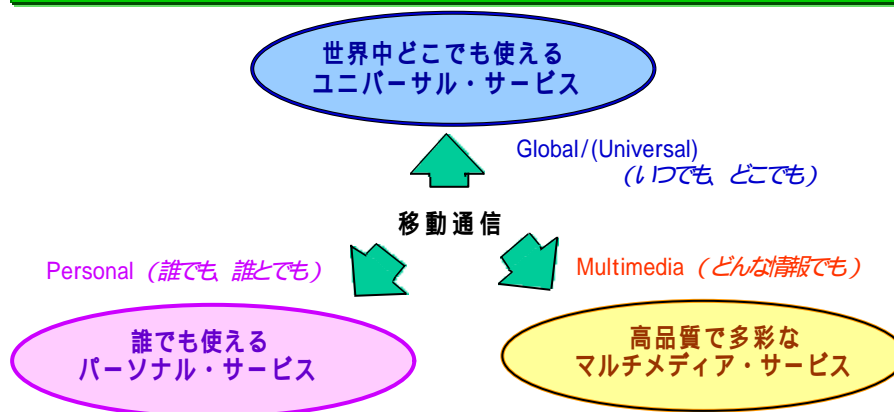 世界中どこでも使える
ユニバーサル・サービス
Global/(Universal)
(いつでも、どこでも)
移動通信
Personal (誰でも、誰とでも)
Multimedia (どんな情報でも)
誰でも使える
パーソナル・サービス
高品質で多彩な
マルチメディア・サービス